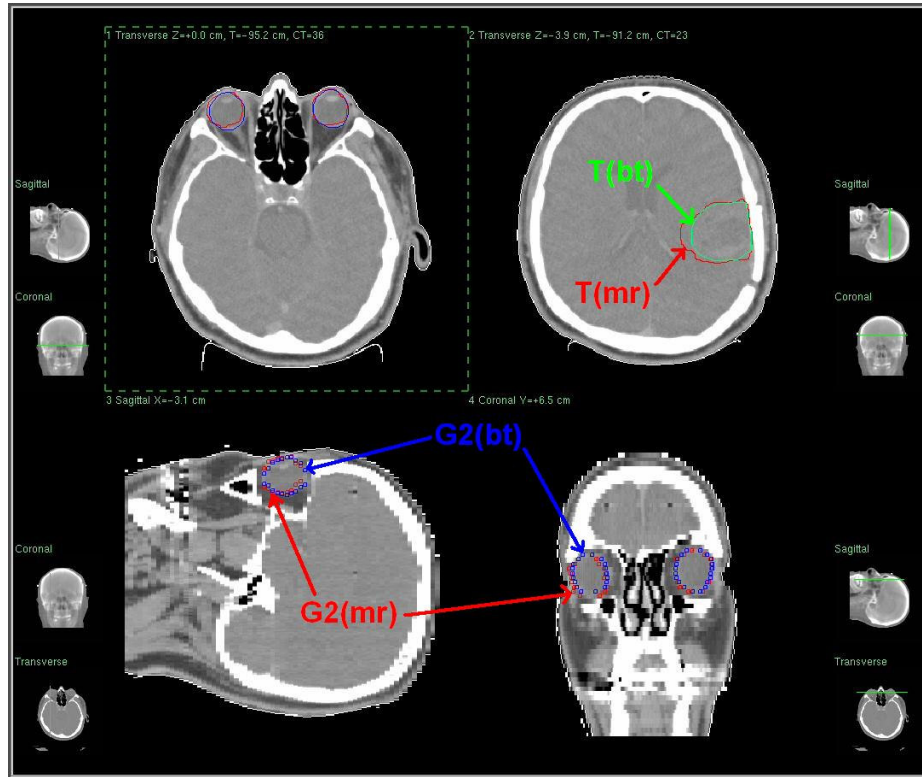 1 Transverse Z=+0.0 cm, T=-95.2 cm, CT=36
2 Transverse Z=-3.9 cm, T=-91.2 cm, CT=23
T(bt)
Sagittal
Sagittal
T(mr)
Coronal
Coronal
3 Sagittal X=-3.1 cm
4 Coronal Y=+6.5 cm
G2(bt)
Coronal
Sagittal
G2(mr)
Transverse
Transverse